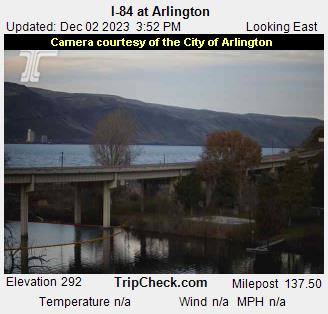 I-84 at Arlington
Updated: Dec 02 2023 3:52 PM Looking East
Camera courtesy of the City of Arlington
Elevation 292 TripCheck.com Milepost 137.50
Temperature n/a Wind n/a MPH n/a